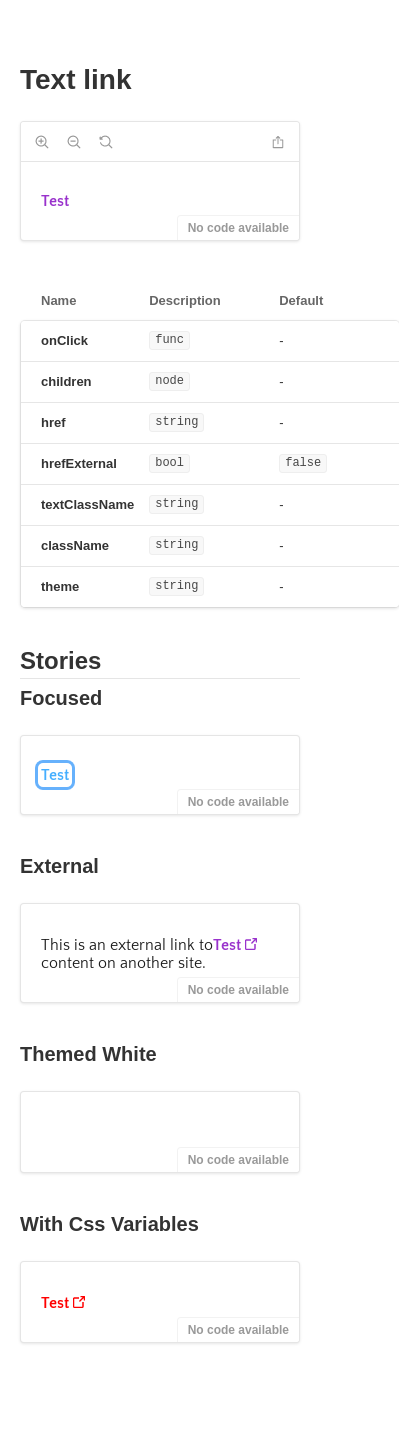 Text link
Test
No code available
Name Description Default
onClick func -
children node -
href string -
hrefExternal bool false
textClassName string -
className string -
theme string -
Stories
Focused
Test
No code available
External
This is an external link toTest
content on another site.
No code available
Themed White
No code available
With Css Variables
Test
No code available